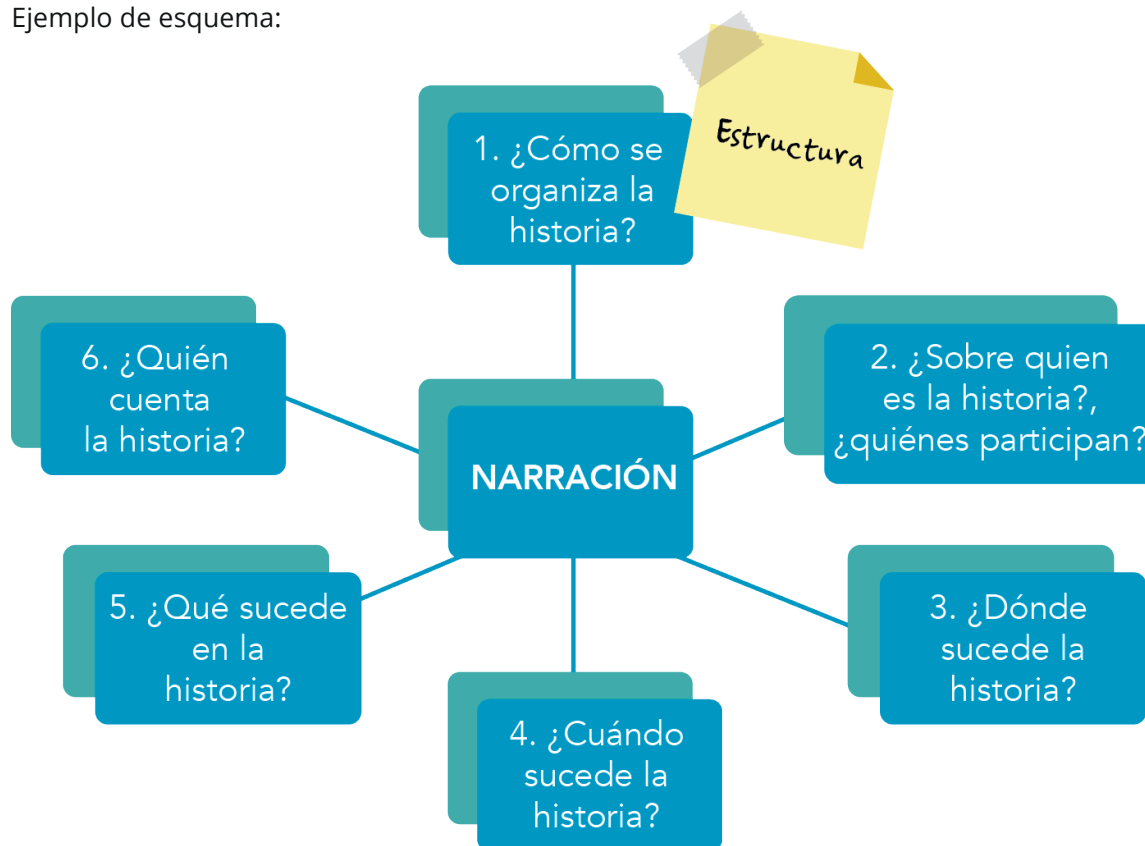 Ejemplo de esquema:
Estructura
1. ¿Cómo se
organiza la
historia?
2. ¿Sobre quien
es la historia?,
¿quiénes participan?
3. ¿Dónde
sucede la
historia?
4. ¿Cuándo
sucede la
historia?
5. ¿Qué sucede
en la
historia?
6. ¿Quién
cuenta
la historia?
NARRACIÓN